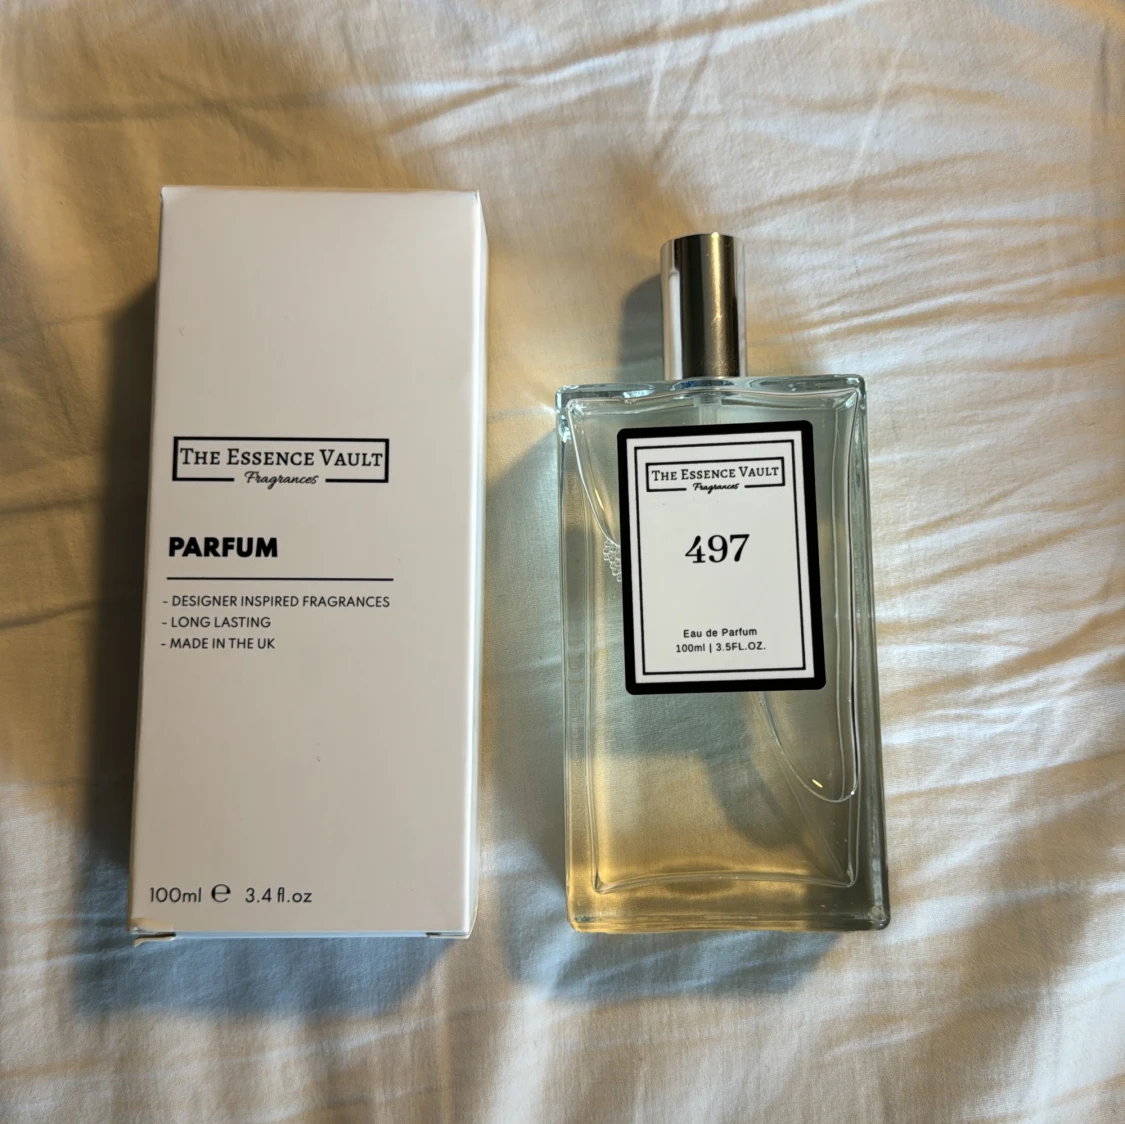 THE ESSENCE VAULT
Fragrances
PARFUM
- DESIGNER INSPIRED FRAGRANCES
- LONG LASTING
- MADE IN THE UK
100ml ℮ 3.4 fl.oz
THE ESSENCE VAULT
Fragrances
497
Eau de Parfum
100ml | 3.5FL.OZ.